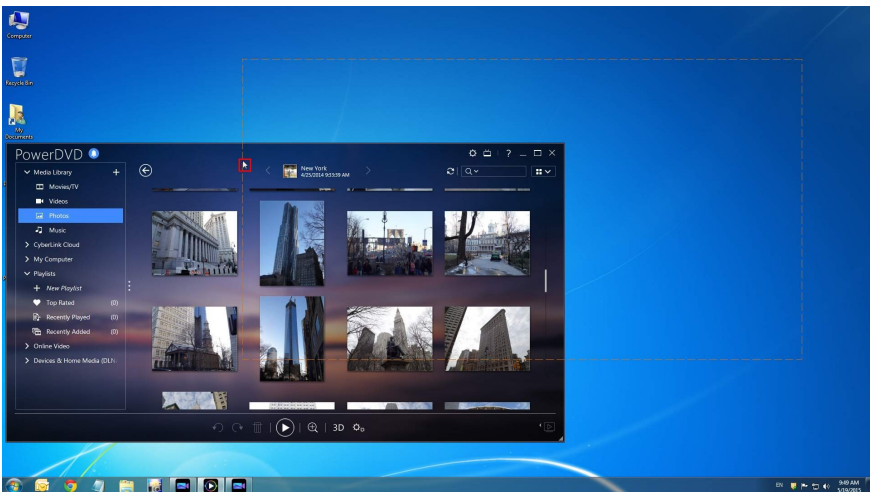 Computer
Recycle Bin
My
Documents
PowerDVD
Media Library +
Movies/TV
Videos
Photos
Music
CyberLink Cloud
My Computer
Playlists
+ New Playlist
Top Rated (0)
Recently Played (0)
Recently Added (0)
Online Video
Devices & Home Media (DLN
New York
4/25/2014 9:33:39 AM
?
3D
EN
9:49 AM
5/19/2015